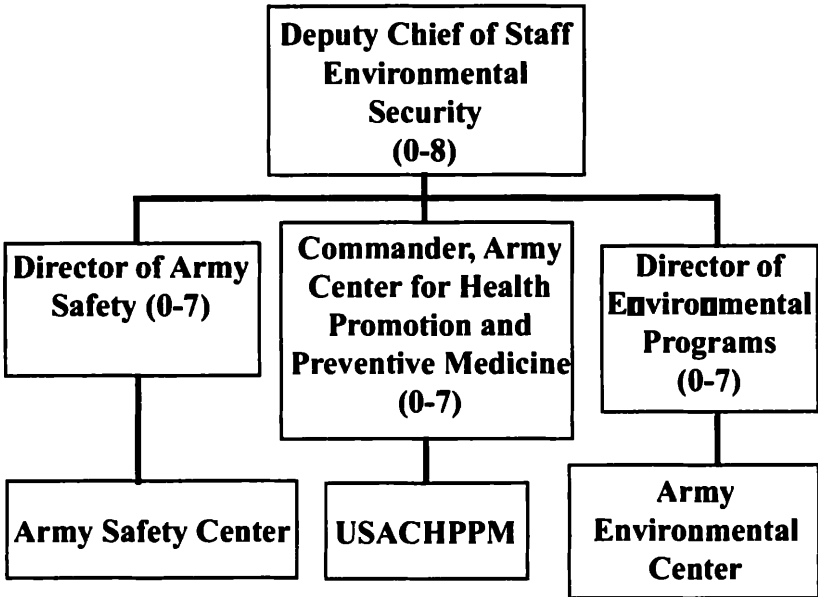 Deputy Chief of Staff
Environmental
Security
(0-8)
Director of Army
Safety (0-7)
Commander, Army
Center for Health
Promotion and
Preventive Medicine
(0-7)
Director of
Environmental
Programs
(0-7)
Army Safety Center
USACHPPM
Army
Environmental
Center